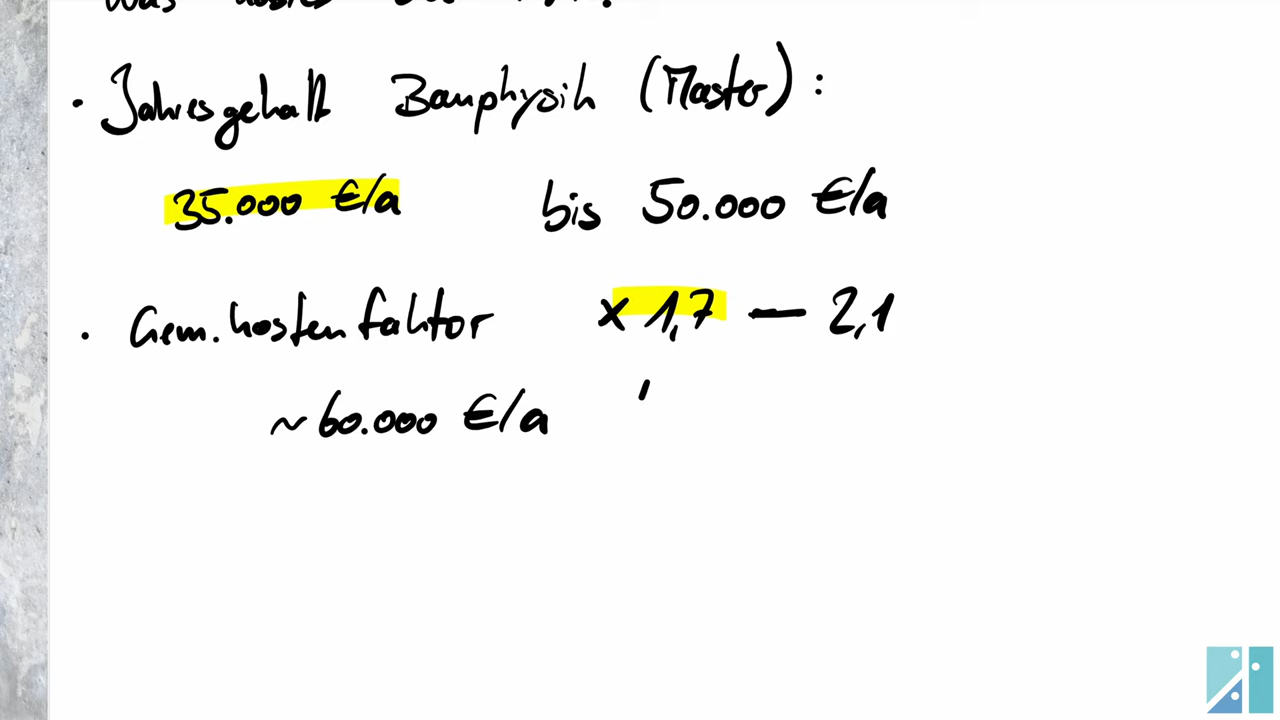 • Jahresgehalt Bauphysik (Master) :
35.000 €/a bis 50.000 €/a
• Gem.kostenfaktor x 1,7 – 2,1
~ 60.000 €/a